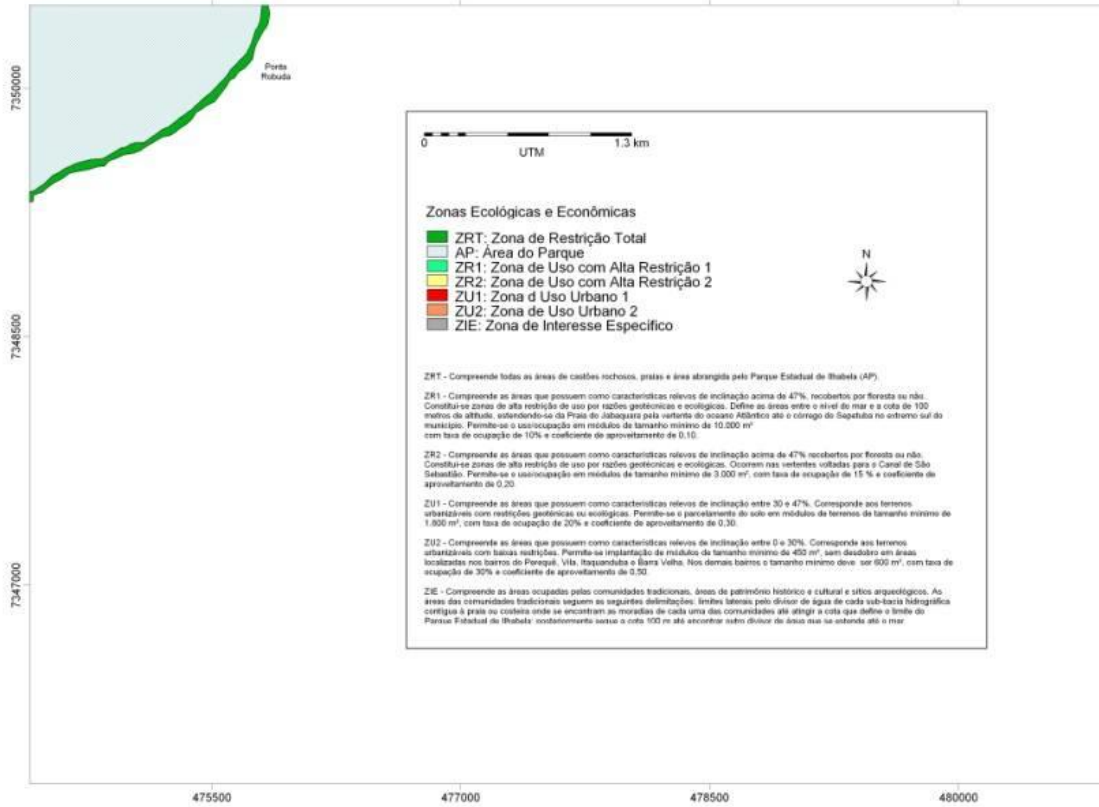 Ponta
Robuda
7350000
7348500
7347000
0 1.3 km
UTM
Zonas Ecológicas e Econômicas
ZRT: Zona de Restrição Total
AP: Área do Parque
ZR1: Zona de Uso com Alta Restrição 1
ZR2: Zona de Uso com Alta Restrição 2
ZU1: Zona d Uso Urbano 1
ZU2: Zona de Uso Urbano 2
ZIE: Zona de Interesse Específico
N
ZRT - Compreende todas as áreas de castões rochosos, praias e área abrangida pelo Parque Estadual de Ilhabela (AP).
ZR1 - Compreende as áreas que possuem como características relevos de inclinação acima de 47%, recobertos por floresta ou não.
Constitui-se zonas de alta restrição de uso por razões geotécnicas e ecológicas. Define as áreas entre o nível do mar e a cota de 100
metros de altitude, estendendo-se da Praia do Jabaquara pela vertente do oceano Atlântico até o córrego do Sepetuba no extremo sul do
município. Permite-se o uso/ocupação em módulos de tamanho mínimo de 10.000 m²
com taxa de ocupação de 10% e coeficiente de aproveitamento de 0,10.
ZR2 - Compreende as áreas que possuem como características relevos de inclinação acima de 47% recobertos por floresta ou não.
Constitui-se zonas de alta restrição de uso por razões geotécnicas e ecológicas. Ocorrem nas vertentes voltadas para o Canal de São
Sebastião. Permite-se o uso/ocupação em módulos de tamanho mínimo de 3.000 m², com taxa de ocupação de 15 % e coeficiente de
aproveitamento de 0,20.
ZU1 - Compreende as áreas que possuem como características relevos de inclinação entre 30 e 47%. Corresponde aos terrenos
urbanizáveis com restrições geotécnicas ou ecológicas. Permite-se o parcelamento do solo em módulos de terrenos de tamanho mínimo de
1.800 m², com taxa de ocupação de 20% e coeficiente de aproveitamento de 0,30.
ZU2 - Compreende as áreas que possuem como características relevos de inclinação entre 0 e 30%. Corresponde aos terrenos
urbanizáveis com baixas restrições. Permite-se implantação de módulos de tamanho mínimo de 450 m², sem desdobro em áreas
localizadas nos bairros do Perequê, Vila, Itaquanduba e Barra Velha. Nos demais bairros o tamanho mínimo deve ser 600 m², com taxa de
ocupação de 30% e coeficiente de aproveitamento de 0,50.
ZIE - Compreende as áreas ocupadas pelas comunidades tradicionais, áreas de patrimônio histórico e cultural e sítios arqueológicos. As
áreas das comunidades tradicionais seguem as seguintes delimitações: limites laterais pelo divisor de água de cada sub-bacia hidrográfica
contígua à praia ou costeira onde se encontram as moradias de cada uma das comunidades até atingir a cota que define o limite do
Parque Estadual de Ilhabela; posteriormente segue a cota 100 m até encontrar outro divisor de água que se estende até o mar.
475500
477000
478500
480000